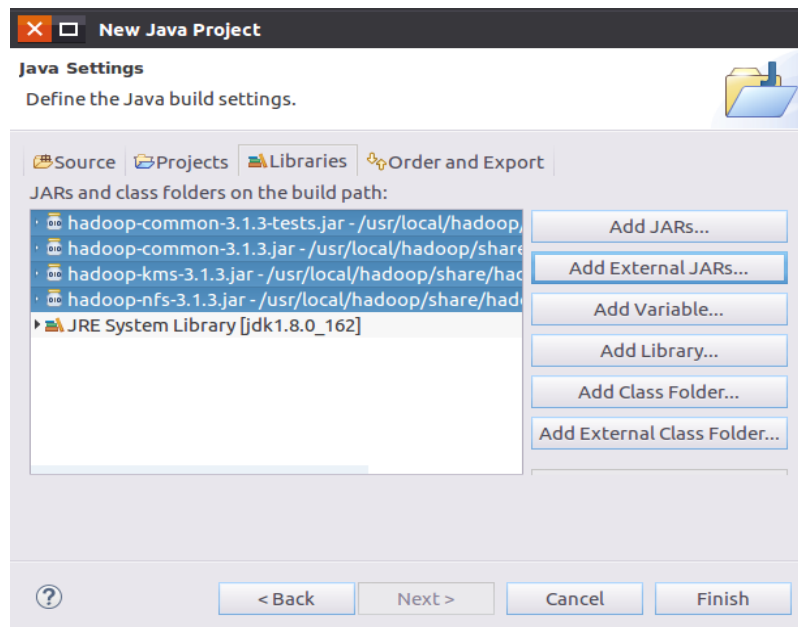 New Java Project
Java Settings
Define the Java build settings.
Source Projects Libraries Order and Export
JARs and class folders on the build path:
hadoop-common-3.1.3-tests.jar - /usr/local/hadoop/
hadoop-common-3.1.3.jar - /usr/local/hadoop/share
hadoop-kms-3.1.3.jar - /usr/local/hadoop/share/had
hadoop-nfs-3.1.3.jar - /usr/local/hadoop/share/had
JRE System Library [jdk1.8.0_162]
Add JARs...
Add External JARs...
Add Variable...
Add Library...
Add Class Folder...
Add External Class Folder...
< Back Next > Cancel Finish